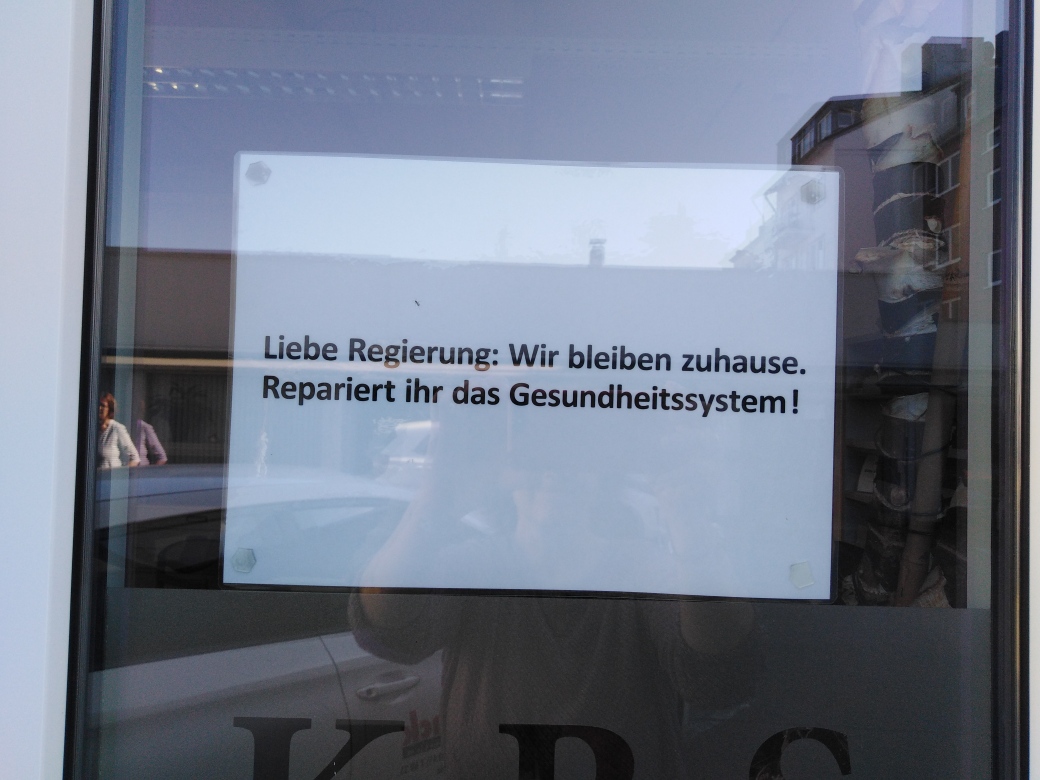 Liebe Regierung: Wir bleiben zuhause.
Repariert ihr das Gesundheitssystem!